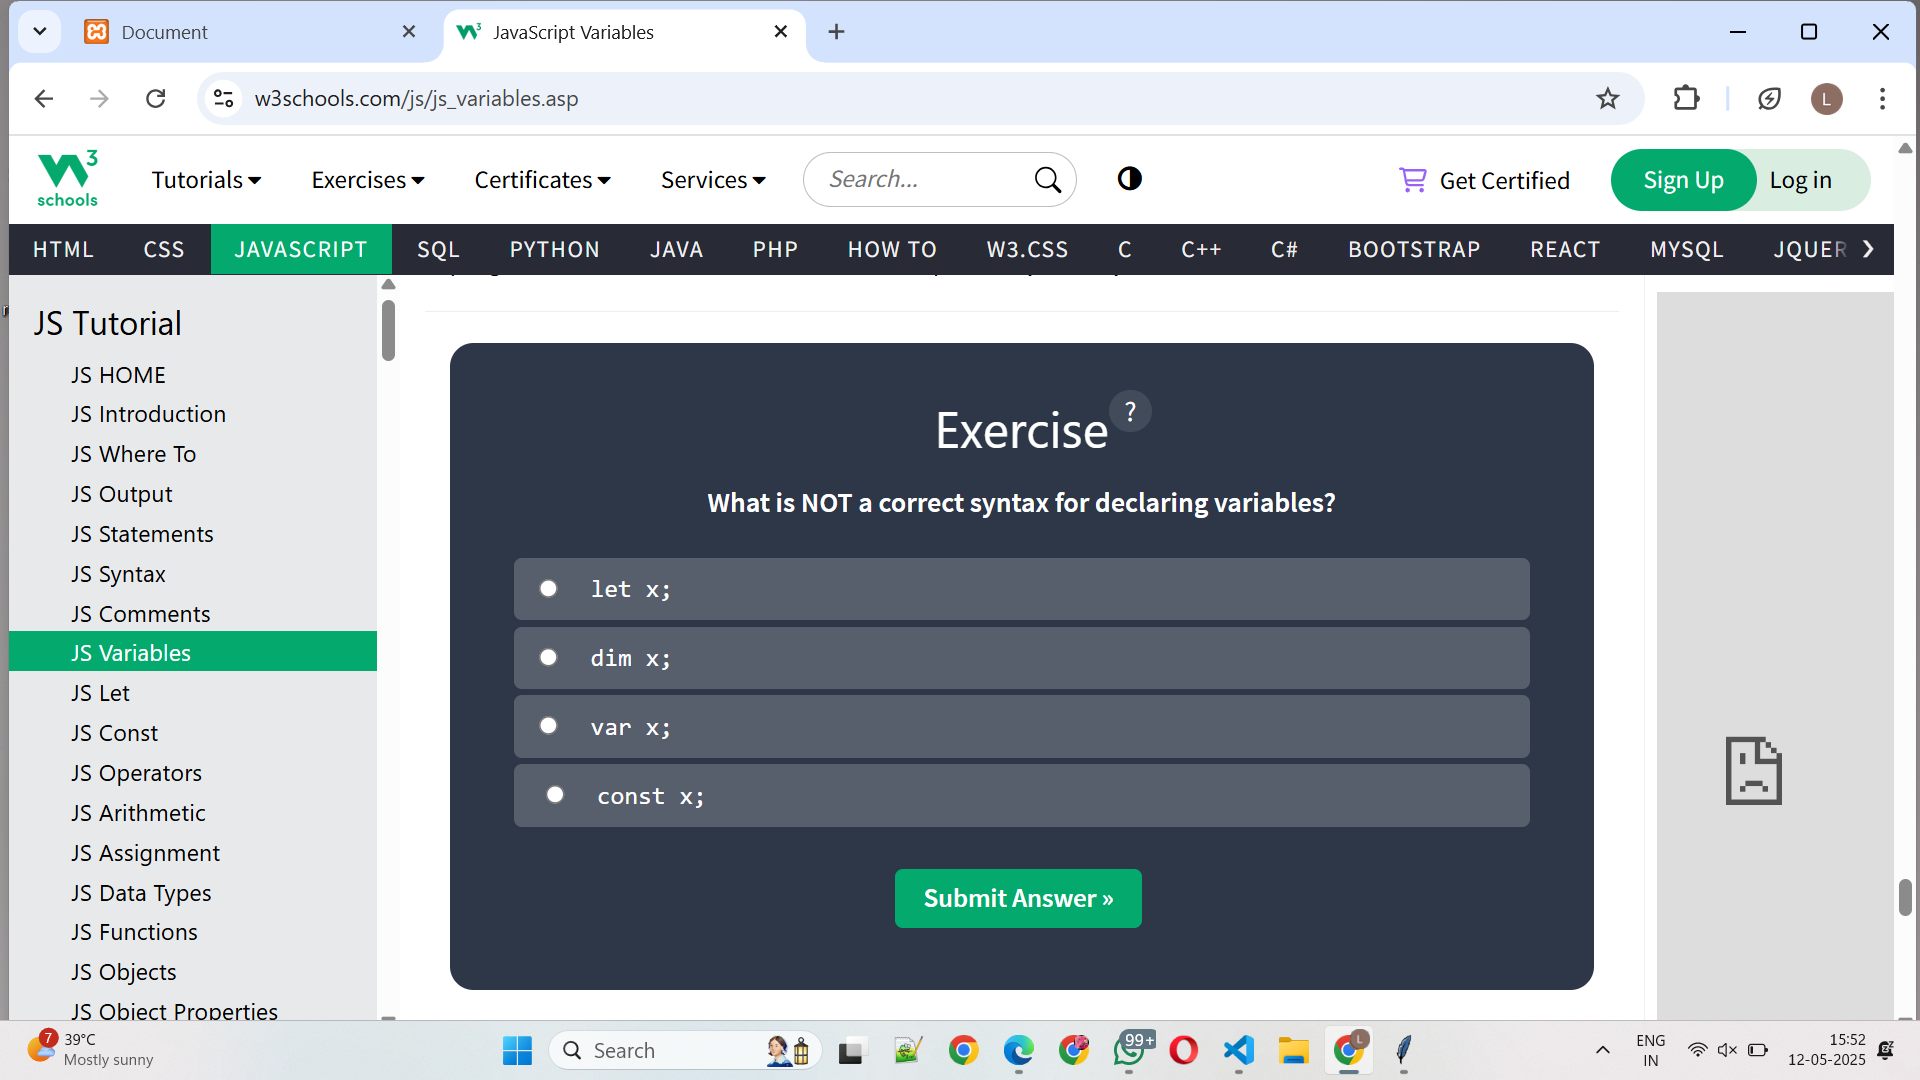 Document
JavaScript Variables
w3schools.com/js/js_variables.asp
L
3
schools
Tutorials
Exercises
Certificates
Services
Search...
Get Certified
Sign Up
Log in
HTML
CSS
JAVASCRIPT
SQL
PYTHON
JAVA
PHP
HOW TO
W3.CSS
C
C++
C#
BOOTSTRAP
REACT
MYSQL
JQUER
JS Tutorial
JS HOME
JS Introduction
JS Where To
JS Output
JS Statements
JS Syntax
JS Comments
JS Variables
JS Let
JS Const
JS Operators
JS Arithmetic
JS Assignment
JS Data Types
JS Functions
JS Objects
JS Object Properties
Exercise ?
What is NOT a correct syntax for declaring variables?
let x;
dim x;
var x;
const x;
Submit Answer »
7
39°C
Mostly sunny
Search
99+
L
ENG
IN
15:52
12-05-2025